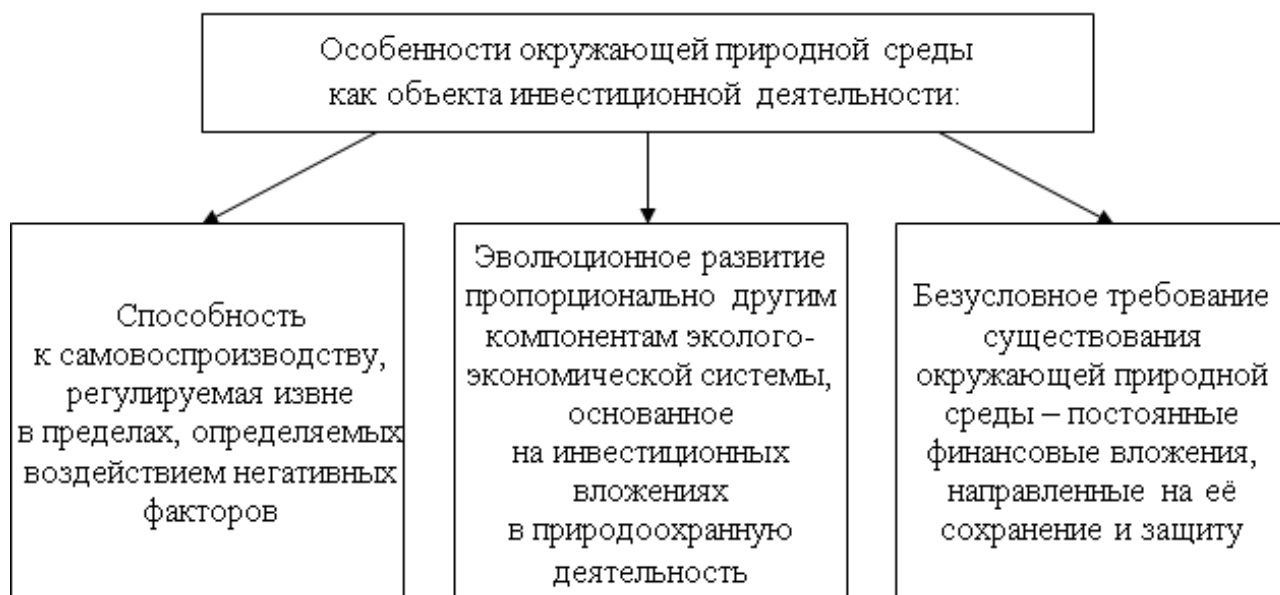 Особенности окружающей природной среды
как объекта инвестиционной деятельности:
Способность
к самовоспроизводству,
регулируемая извне
в пределах, определяемых
воздействием негативных
факторов
Эволюционное развитие
пропорционально другим
компонентам эколого-
экономической системы,
основанное
на инвестиционных
вложениях
в природоохранную
деятельность
Безусловное требование
существования
окружающей природной
среды – постоянные
финансовые вложения,
направленные на её
сохранение и защиту